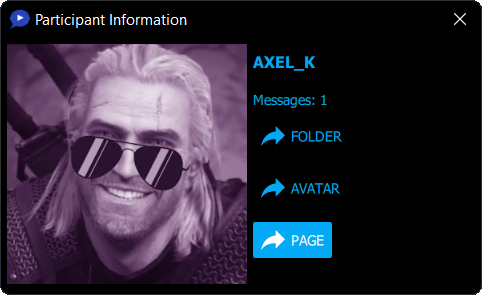 Participant Information
AXEL_K
Messages: 1
FOLDER
AVATAR
PAGE